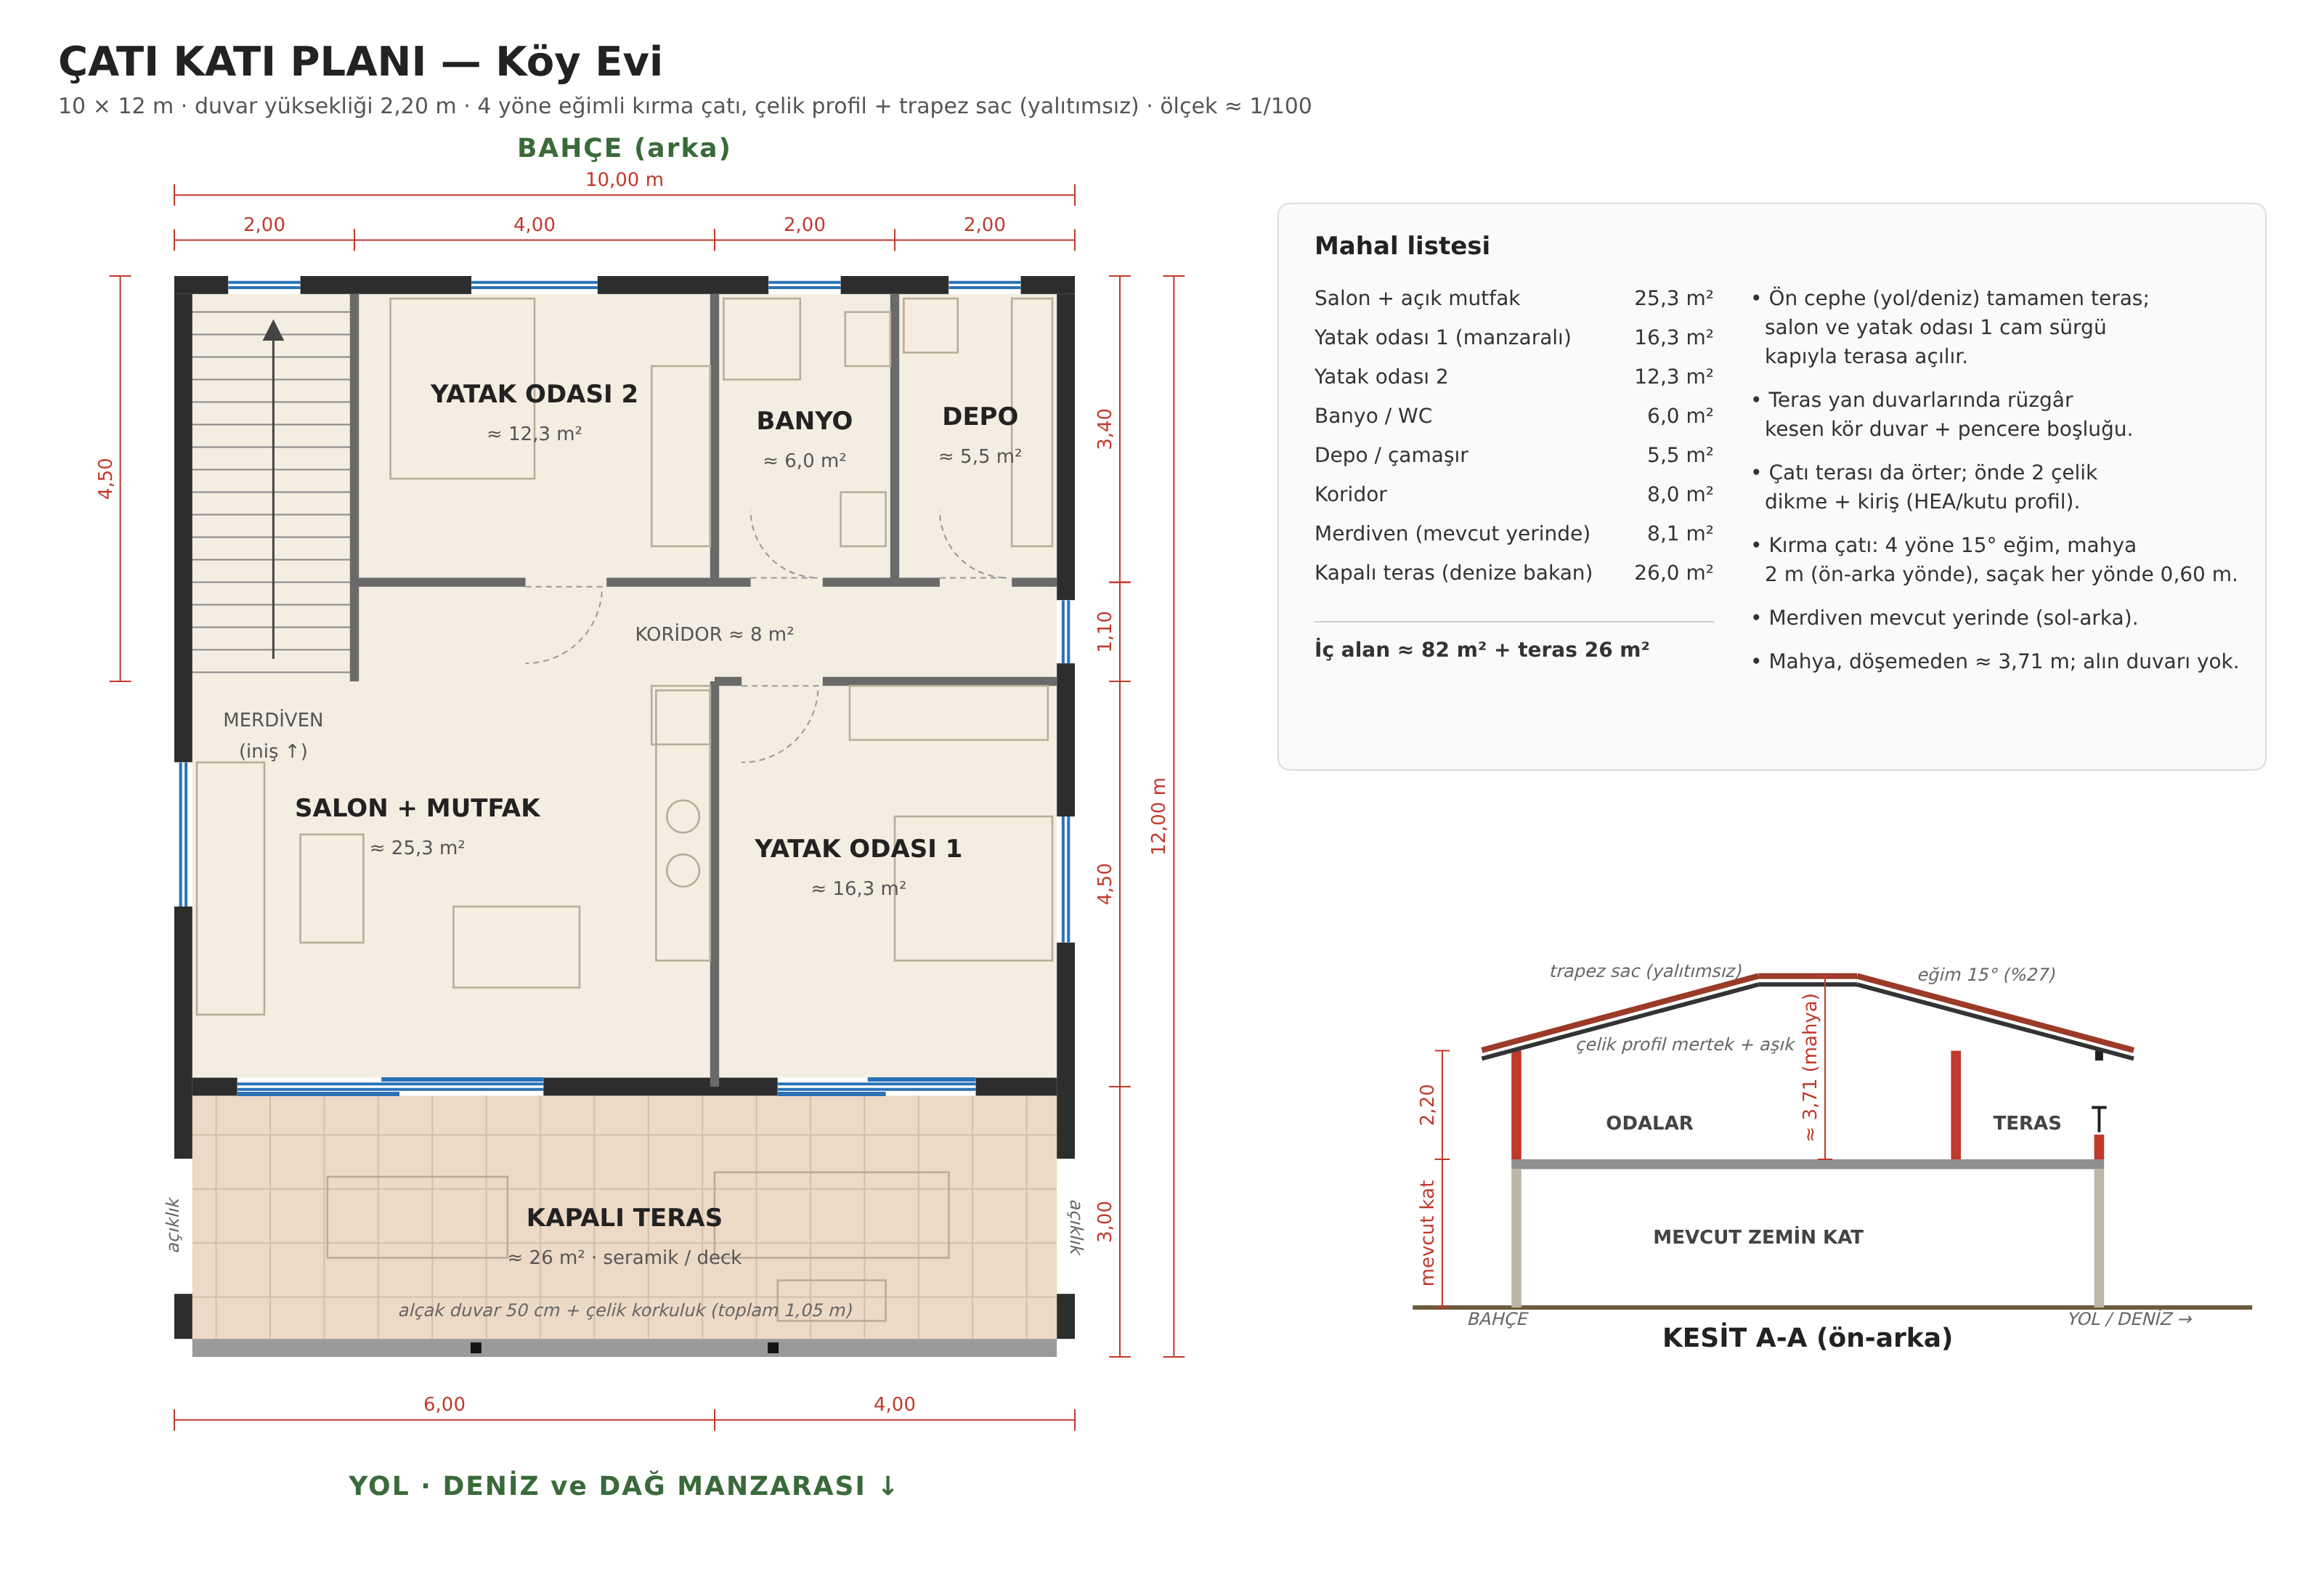 ÇATI KATI PLANI — Köy Evi
10 × 12 m · duvar yüksekliği 2,20 m · 4 yöne eğimli kırma çatı, çelik profil + trapez sac (yalıtımsız) · ölçek ≈ 1/100
BAHÇE (arka)
10,00 m
2,00
4,00
2,00
2,00
4,50
YATAK ODASI 2
≈ 12,3 m²
BANYO
≈ 6,0 m²
DEPO
≈ 5,5 m²
3,40
KORİDOR ≈ 8 m²
1,10
MERDİVEN
(iniş ↑)
SALON + MUTFAK
≈ 25,3 m²
YATAK ODASI 1
≈ 16,3 m²
4,50
12,00 m
açıklık
KAPALI TERAS
≈ 26 m² · seramik / deck
alçak duvar 50 cm + çelik korkuluk (toplam 1,05 m)
açıklık
3,00
6,00
4,00
YOL · DENİZ ve DAĞ MANZARASI ↓
Mahal listesi
Salon + açık mutfak 25,3 m²
Yatak odası 1 (manzaralı) 16,3 m²
Yatak odası 2 12,3 m²
Banyo / WC 6,0 m²
Depo / çamaşır 5,5 m²
Koridor 8,0 m²
Merdiven (mevcut yerinde) 8,1 m²
Kapalı teras (denize bakan) 26,0 m²
İç alan ≈ 82 m² + teras 26 m²
• Ön cephe (yol/deniz) tamamen teras;
salon ve yatak odası 1 cam sürgü
kapıyla terasa açılır.
• Teras yan duvarlarında rüzgâr
kesen kör duvar + pencere boşluğu.
• Çatı terası da örter; önde 2 çelik
dikme + kiriş (HEA/kutu profil).
• Kırma çatı: 4 yöne 15° eğim, mahya
2 m (ön-arka yönde), saçak her yönde 0,60 m.
• Merdiven mevcut yerinde (sol-arka).
• Mahya, döşemeden ≈ 3,71 m; alın duvarı yok.
trapez sac (yalıtımsız)
eğim 15° (%27)
çelik profil mertek + aşık
≈ 3,71 (mahya)
2,20
ODALAR
TERAS
mevcut kat
MEVCUT ZEMİN KAT
BAHÇE
YOL / DENİZ →
KESİT A-A (ön-arka)